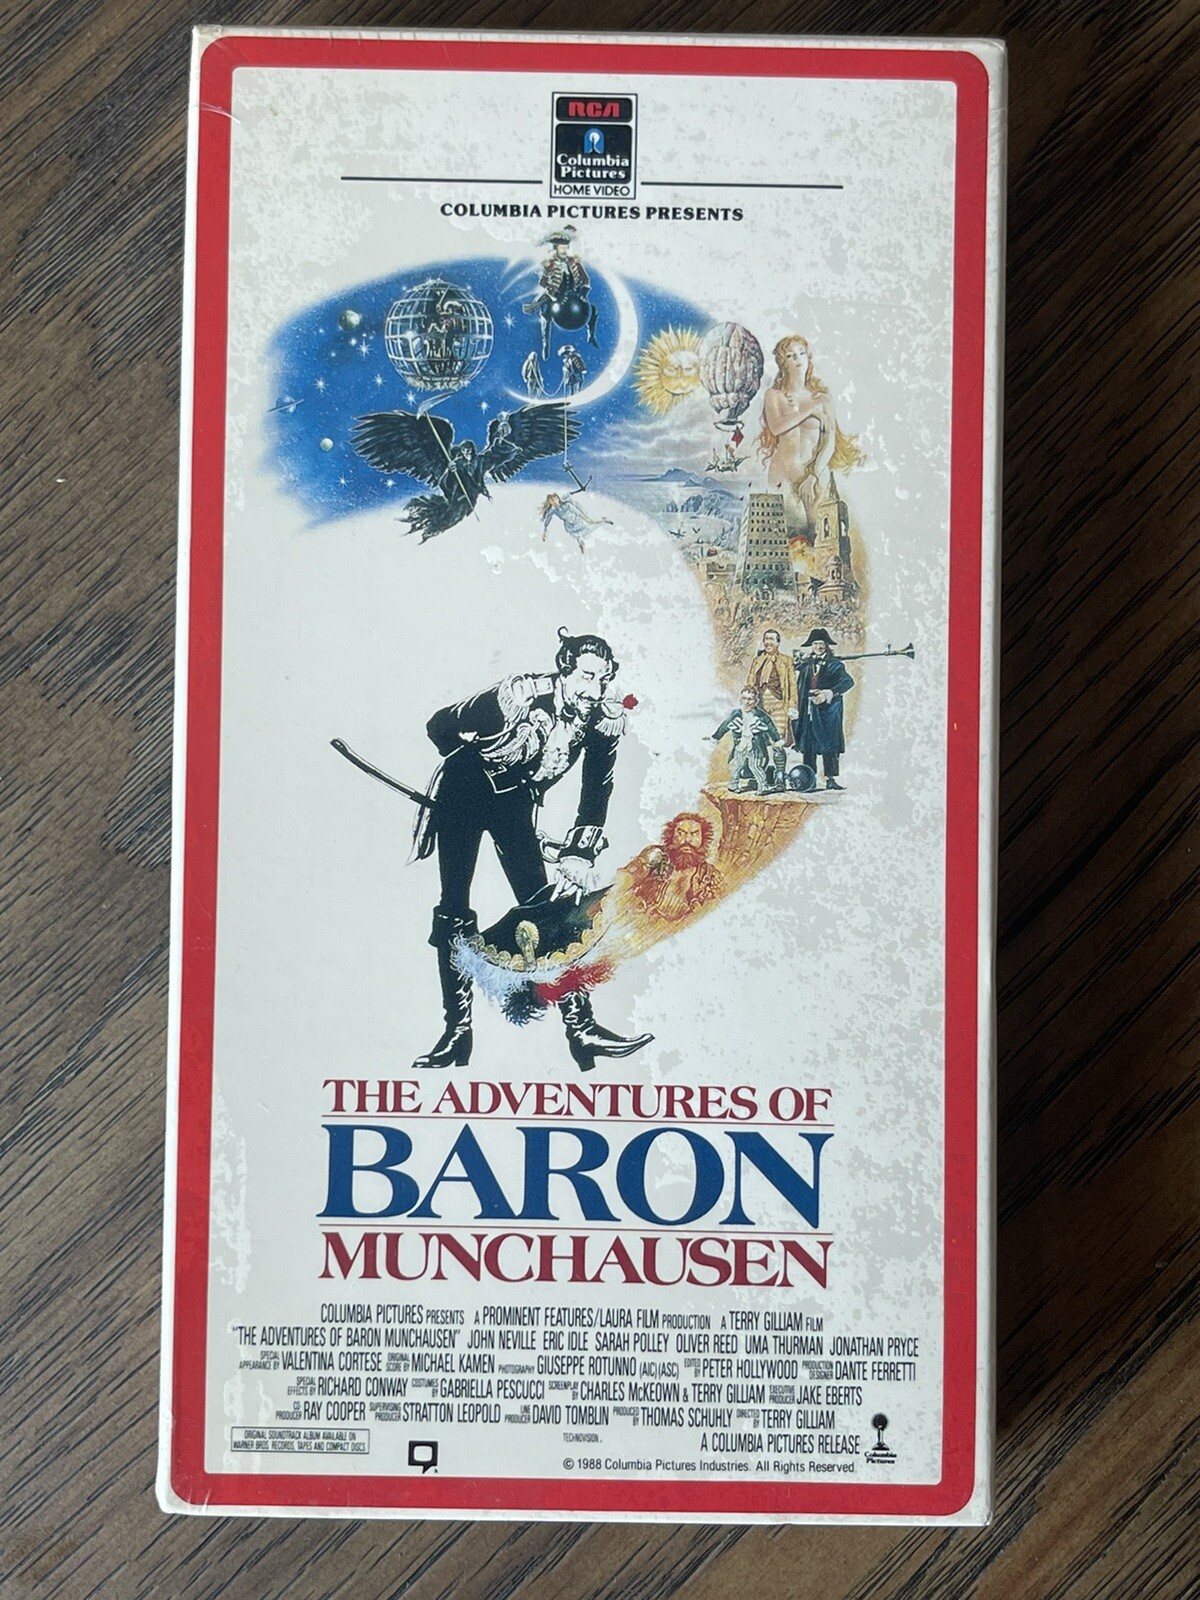 RCA
Columbia
Pictures
HOME VIDEO
COLUMBIA PICTURES PRESENTS
THE ADVENTURES OF
BARON
MUNCHAUSEN
COLUMBIA PICTURES PRESENTS A PROMINENT FEATURES/LAURA FILM PRODUCTION A TERRY GILLIAM FILM
"THE ADVENTURES OF BARON MUNCHAUSEN" JOHN NEVILLE ERIC IDLE SARAH POLLEY OLIVER REED UMA THURMAN JONATHAN PRYCE
SPECIAL APPEARANCE BY VALENTINA CORTESE ORIGINAL SCORE BY MICHAEL KAMEN PHOTOGRAPHY GIUSEPPE ROTUNNO (AIC) (ASC) EDITED BY PETER HOLLYWOOD PRODUCTION DESIGNER DANTE FERRETTI
SPECIAL EFFECTS BY RICHARD CONWAY COSTUMES BY GABRIELLA PESCUCCI SCREENPLAY BY CHARLES McKEOWN & TERRY GILLIAM EXECUTIVE PRODUCER JAKE EBERTS
CO PRODUCER RAY COOPER SUPERVISING PRODUCER STRATTON LEOPOLD LINE PRODUCER DAVID TOMBLIN PRODUCED BY THOMAS SCHUHLY DIRECTED BY TERRY GILLIAM
ORIGINAL SOUNDTRACK ALBUM AVAILABLE ON
WARNER BROS. RECORDS, TAPES AND COMPACT DISCS
TECHNOVISION
A COLUMBIA PICTURES RELEASE
Columbia
Pictures
© 1988 Columbia Pictures Industries. All Rights Reserved.